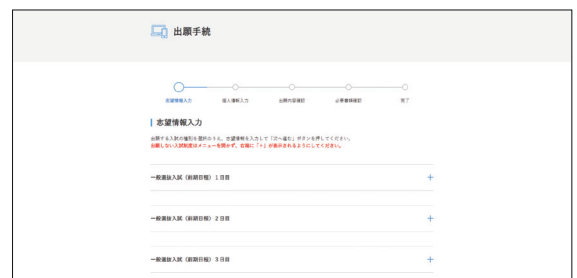 出願手続
志望情報入力 個人情報入力 出願内容確認 必要書類確認 完了
志望情報入力
出願する入試の種別を選択のうえ、志望情報を入力して「次へ進む」ボタンを押してください。
出願しない入試制度はメニューを開かず、右端に「+」が表示されるようにしてください。
一般選抜入試（前期日程）１日目 +
一般選抜入試（前期日程）２日目 +
一般選抜入試（前期日程）３日目 +